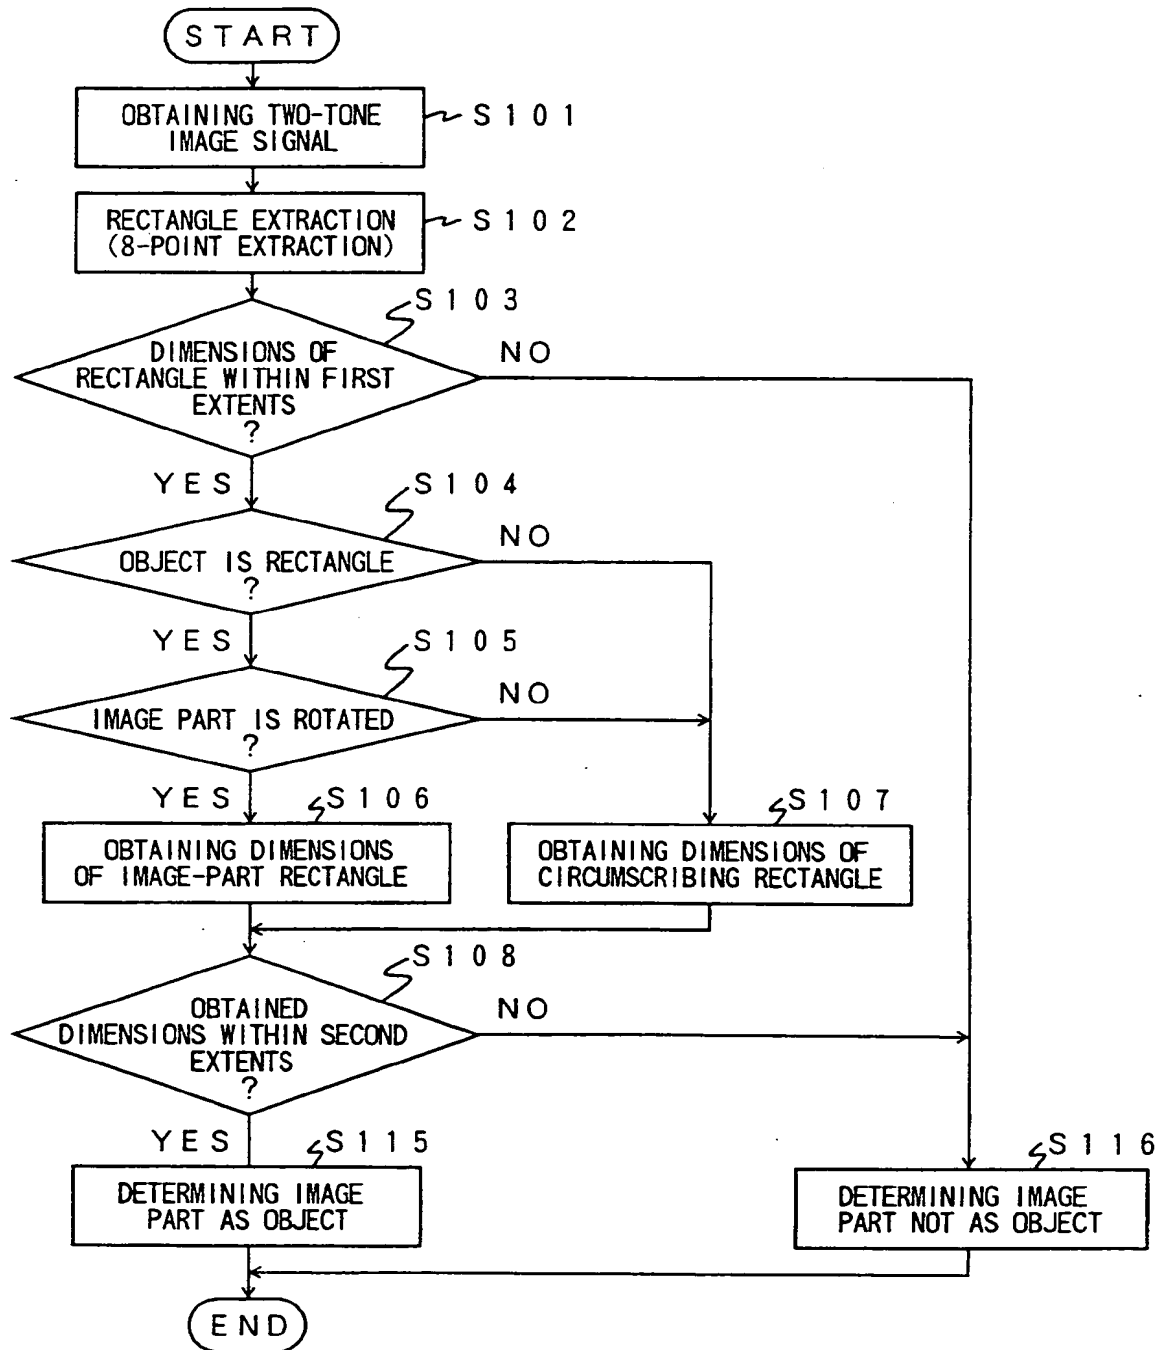 START
OBTAINING TWO-TONE
IMAGE SIGNAL
S101
RECTANGLE EXTRACTION
(8-POINT EXTRACTION)
S102
S103
DIMENSIONS OF
RECTANGLE WITHIN FIRST
EXTENTS
?
NO
YES
S104
OBJECT IS RECTANGLE
?
NO
YES
S105
IMAGE PART IS ROTATED
?
NO
YES
S106
OBTAINING DIMENSIONS
OF IMAGE-PART RECTANGLE
S107
OBTAINING DIMENSIONS OF
CIRCUMSCRIBING RECTANGLE
S108
OBTAINED
DIMENSIONS WITHIN SECOND
EXTENTS
?
NO
YES
S115
DETERMINING IMAGE
PART AS OBJECT
S116
DETERMINING IMAGE
PART NOT AS OBJECT
END